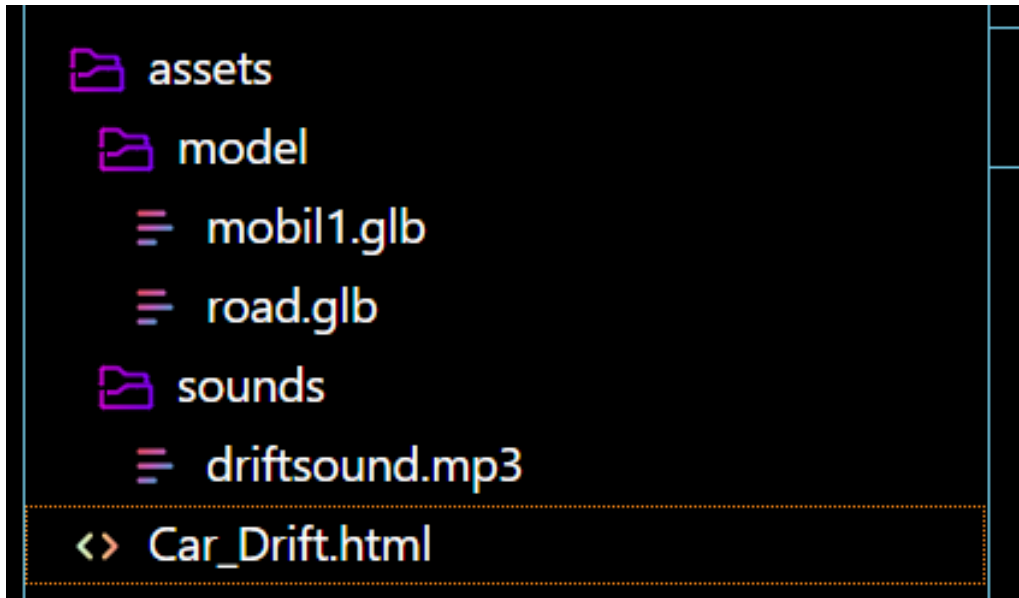 assets
model
mobil1.glb
road.glb
sounds
driftsound.mp3
Car_Drift.html